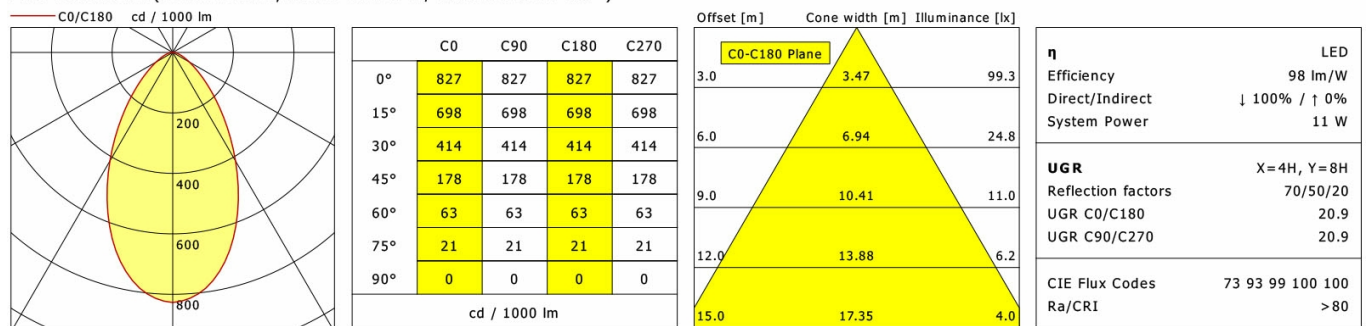 C0/C180 cd / 1000 lm
200
400
600
800
C0 C90 C180 C270
0° 827 827 827 827
15° 698 698 698 698
30° 414 414 414 414
45° 178 178 178 178
60° 63 63 63 63
75° 21 21 21 21
90° 0 0 0 0
cd / 1000 lm
Offset [m] Cone width [m] Illuminance [lx]
C0-C180 Plane
3.0 3.47 99.3
6.0 6.94 24.8
9.0 10.41 11.0
12.0 13.88 6.2
15.0 17.35 4.0
η LED
Efficiency 98 lm/W
Direct/Indirect ↓ 100% / ↑ 0%
System Power 11 W
UGR X=4H, Y=8H
Reflection factors 70/50/20
UGR C0/C180 20.9
UGR C90/C270 20.9
CIE Flux Codes 73 93 99 100 100
Ra/CRI >80